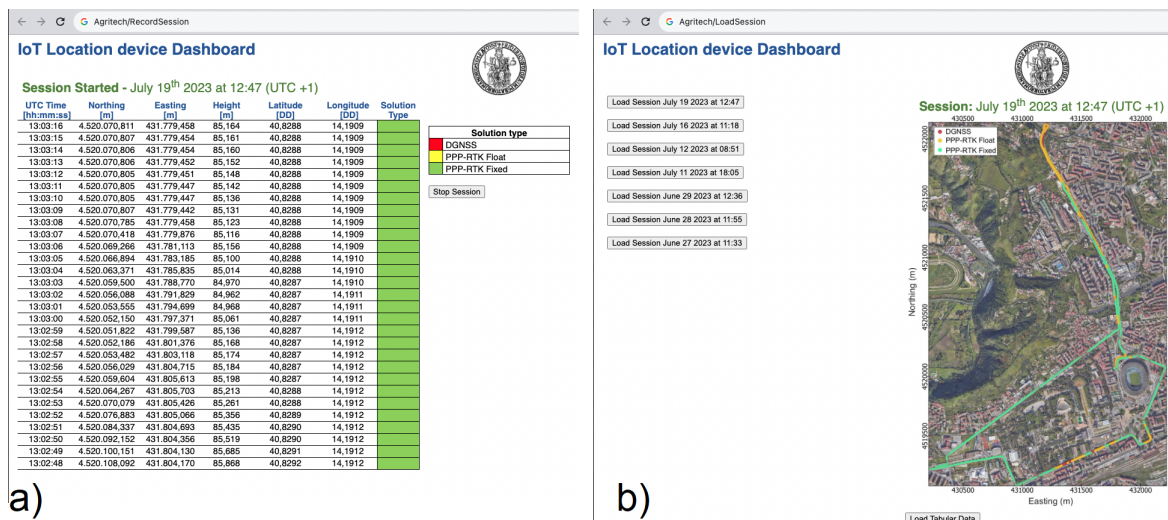 Agritech/RecordSession
IoT Location device Dashboard
Session Started - July 19th 2023 at 12:47 (UTC +1)
UTC Time Northing Easting Height Latitude Longitude Solution
[hh:mm:ss] [m] [m] [m] [DD] [DD] Type
13:03:16 4.520.070,811 431.779,458 85,164 40,8288 14,1909
13:03:15 4.520.070,807 431.779,454 85,161 40,8288 14,1909
13:03:14 4.520.070,806 431.779,454 85,160 40,8288 14,1909
13:03:13 4.520.070,806 431.779,452 85,152 40,8288 14,1909
13:03:12 4.520.070,805 431.779,451 85,148 40,8288 14,1909
13:03:11 4.520.070,805 431.779,447 85,142 40,8288 14,1909
13:03:10 4.520.070,805 431.779,447 85,136 40,8288 14,1909
13:03:09 4.520.070,807 431.779,442 85,131 40,8288 14,1909
13:03:08 4.520.070,785 431.779,458 85,123 40,8288 14,1909
13:03:07 4.520.070,418 431.779,876 85,116 40,8288 14,1909
13:03:06 4.520.069,266 431.781,113 85,156 40,8288 14,1909
13:03:05 4.520.066,894 431.783,185 85,100 40,8288 14,1910
13:03:04 4.520.063,371 431.785,835 85,014 40,8288 14,1910
13:03:03 4.520.059,500 431.788,770 84,970 40,8287 14,1910
13:03:02 4.520.056,088 431.791,829 84,962 40,8287 14,1911
13:03:01 4.520.053,555 431.794,699 84,968 40,8287 14,1911
13:03:00 4.520.052,150 431.797,371 85,061 40,8287 14,1911
13:02:59 4.520.051,822 431.799,587 85,136 40,8287 14,1912
13:02:58 4.520.052,186 431.801,376 85,168 40,8287 14,1912
13:02:57 4.520.053,482 431.803,118 85,174 40,8287 14,1912
13:02:56 4.520.056,029 431.804,715 85,184 40,8287 14,1912
13:02:55 4.520.059,604 431.805,613 85,198 40,8287 14,1912
13:02:54 4.520.064,267 431.805,703 85,213 40,8288 14,1912
13:02:53 4.520.070,079 431.805,426 85,261 40,8288 14,1912
13:02:52 4.520.076,883 431.805,066 85,356 40,8289 14,1912
13:02:51 4.520.084,337 431.804,693 85,435 40,8290 14,1912
13:02:50 4.520.092,152 431.804,356 85,519 40,8290 14,1912
13:02:49 4.520.100,151 431.804,130 85,685 40,8291 14,1912
13:02:48 4.520.108,092 431.804,170 85,868 40,8292 14,1912
Solution type
DGNSS
PPP-RTK Float
PPP-RTK Fixed
Stop Session
a)
Agritech/LoadSession
IoT Location device Dashboard
Load Session July 19 2023 at 12:47
Load Session July 16 2023 at 11:18
Load Session July 12 2023 at 08:51
Load Session July 11 2023 at 18:05
Load Session June 29 2023 at 12:36
Load Session June 28 2023 at 11:55
Load Session June 27 2023 at 11:33
Session: July 19th 2023 at 12:47 (UTC +1)
430500 431000 431500 432000
DGNSS
PPP-RTK Float
PPP-RTK Fixed
4522000
4521500
4521000
4520500
4520000
4519500
Northing (m)
430500 431000 431500 432000
Easting (m)
Load Tabular Data
b)